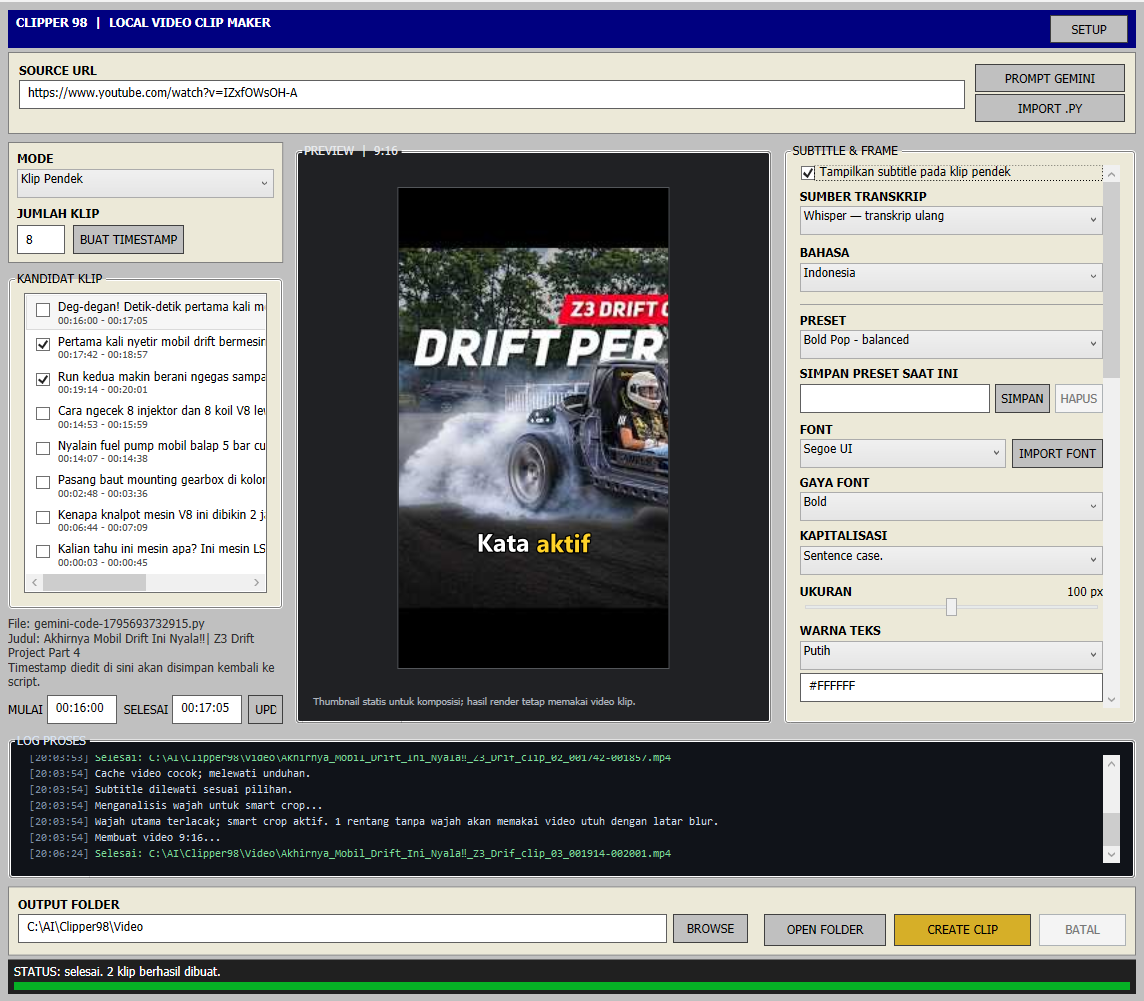 CLIPPER 98 | LOCAL VIDEO CLIP MAKER
SETUP
SOURCE URL
https://www.youtube.com/watch?v=IZxfOWsOH-A
PROMPT GEMINI
IMPORT .PY
MODE
Klip Pendek
JUMLAH KLIP
8
BUAT TIMESTAMP
KANDIDAT KLIP
Deg-degan! Detik-detik pertama kali
00:16:00 - 00:17:05
Pertama kali nyetir mobil drift bermesin
00:17:42 - 00:18:57
Run kedua makin berani ngegas sampa
00:19:14 - 00:20:01
Cara ngecek 8 injektor dan 8 koil V8
00:14:53 - 00:15:59
Nyalain fuel pump mobil balap 5 bar cu
00:14:07 - 00:14:38
Pasang baut mounting gearbox di kolor
00:02:48 - 00:03:36
Kenapa knalpot mesin V8 ini dibikin 2
00:06:44 - 00:07:09
Kalian tahu ini mesin apa? Ini mesin LS
00:00:03 - 00:00:45
File: gemini-code-1795693732915.py
Judul: Akhirnya Mobil Drift Ini Nyala!!| Z3 Drift
Project Part 4
Timestamp diedit di sini akan disimpan kembali ke
script.
MULAI
00:16:00
SELESAI
00:17:05
UPD
PREVIEW | 9:16
Z3 DRIFT
DRIFT PER
Kata aktif
Thumbnail statis untuk komposisi; hasil render tetap memakai video klip.
SUBTITLE & FRAME
Tampilkan subtitle pada klip pendek
SUMBER TRANSKRIP
Whisper — transkrip ulang
BAHASA
Indonesia
PRESET
Bold Pop - balanced
SIMPAN PRESET SAAT INI
SIMPAN
HAPUS
FONT
Segoe UI
IMPORT FONT
GAYA FONT
Bold
KAPITALISASI
Sentence case.
UKURAN
100 px
WARNA TEKS
Putih
#FFFFFF
LOG PROSES
[20:03:53] Selesai: C:\AI\Clipper98\Video\Akhirnya_Mobil_Drift_Ini_Nyala!!_Z3_Drif_clip_02_001742-001857.mp4
[20:03:54] Cache video cocok; melewati unduhan.
[20:03:54] Subtitle dilewati sesuai pilihan.
[20:03:54] Menganalisis wajah untuk smart crop...
[20:03:54] Wajah utama terlacak; smart crop aktif. 1 rentang tanpa wajah akan memakai video utuh dengan latar blur.
[20:03:54] Membuat video 9:16...
[20:06:24] Selesai: C:\AI\Clipper98\Video\Akhirnya_Mobil_Drift_Ini_Nyala!!_Z3_Drif_clip_03_001914-002001.mp4
OUTPUT FOLDER
C:\AI\Clipper98\Video
BROWSE
OPEN FOLDER
CREATE CLIP
BATAL
STATUS: selesai. 2 klip berhasil dibuat.